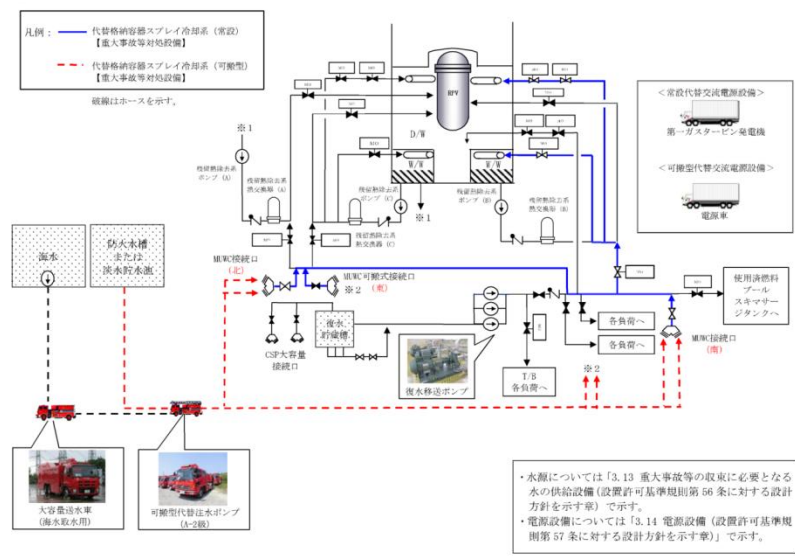 凡例：
代替格納容器スプレイ冷却系（常設）
【重大事故等対処設備】
代替格納容器スプレイ冷却系（可搬型）
【重大事故等対処設備】
破線はホースを示す。
RPV
D/W
W/W
W/W
※1
※1
残留熱除去系
ポンプ（A）
残留熱除去系
熱交換器（A）
残留熱除去系
ポンプ（C）
残留熱除去系
熱交換器（C）
残留熱除去系
ポンプ（B）
残留熱除去系
熱交換器（B）
＜常設代替交流電源設備＞
第一ガスタービン発電機
＜可搬型代替交流電源設備＞
電源車
海水
防火水槽
または
淡水貯水池
MUWC接続口
（北）
MUWC可搬式接続口
※2
（東）
CSP大容量
接続口
復水
貯蔵槽
復水移送ポンプ
T/B
各負荷へ
各負荷へ
各負荷へ
※2
MUWC接続口
（南）
使用済燃料
プール
スキマサー
ジタンクへ
大容量送水車
（海水取水用）
可搬型代替注水ポンプ
（A-2級）
・水源については「3.13 重大事故等の収束に必要となる
水の供給設備（設置許可基準規則第56条に対する設計
方針を示す章）で示す。
・電源設備については「3.14 電源設備（設置許可基準規
則第57条に対する設計方針を示す章）」で示す。